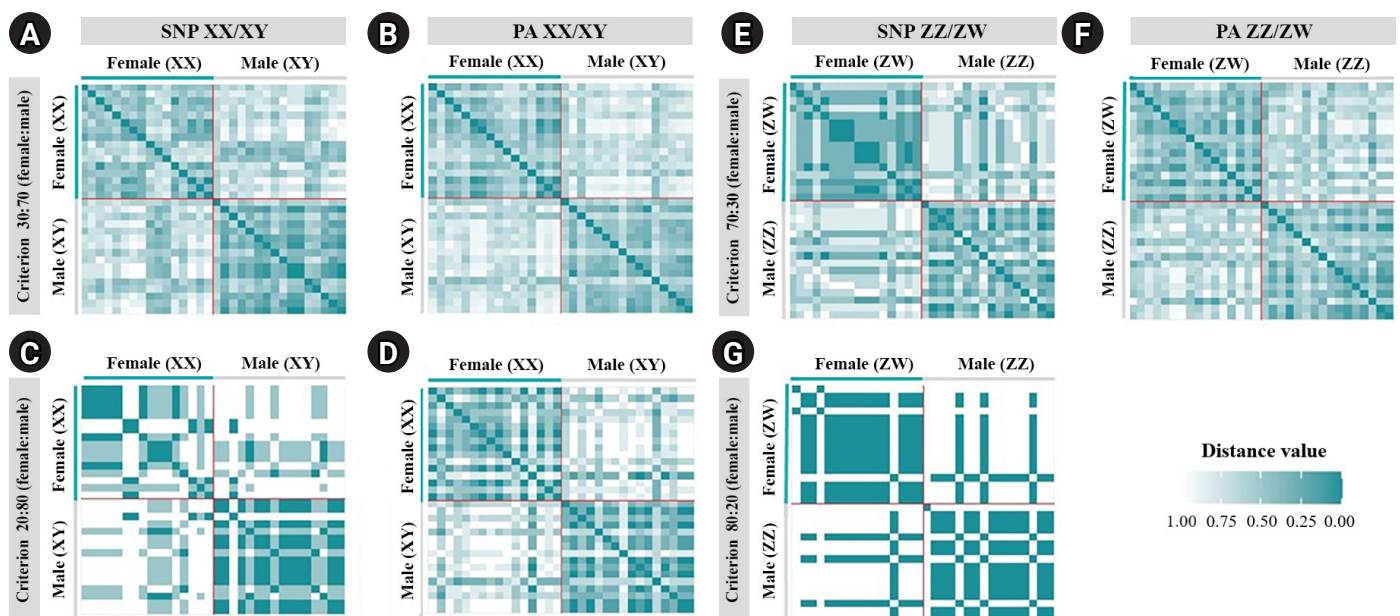 A
SNP XX/XY
Female (XX) Male (XY)
Criterion 30:70 (female:male)
Female (XX)
Male (XY)
B
PA XX/XY
Female (XX) Male (XY)
Female (XX)
Male (XY)
E
SNP ZZ/ZW
Female (ZW) Male (ZZ)
Criterion 70:30 (female:male)
Female (ZW)
Male (ZZ)
F
PA ZZ/ZW
Female (ZW) Male (ZZ)
Female (ZW)
Male (ZZ)
C
Female (XX) Male (XY)
Criterion 20:80 (female:male)
Female (XX)
Male (XY)
D
Female (XX) Male (XY)
Female (XX)
Male (XY)
G
Female (ZW) Male (ZZ)
Criterion 80:20 (female:male)
Female (ZW)
Male (ZZ)
Distance value
1.00 0.75 0.50 0.25 0.00